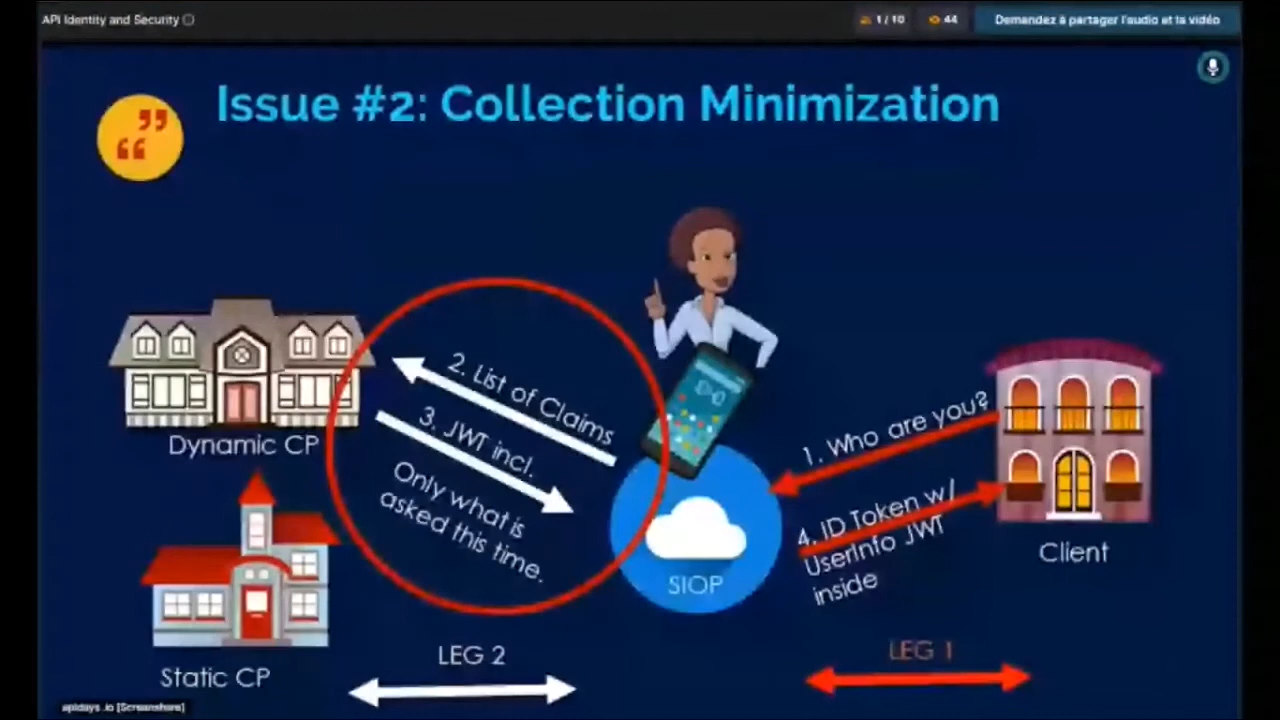 API Identity and Security
1 / 10
44
Demandez à partager l'audio et la vidéo
Issue #2: Collection Minimization
2. List of Claims
3. JWT incl.
Only what is
asked this time.
Dynamic CP
1. Who are you?
4. ID Token w/
UserInfo JWT
inside
Client
SIOP
Static CP
LEG 2
LEG 1
apidays .io [Screenshare]